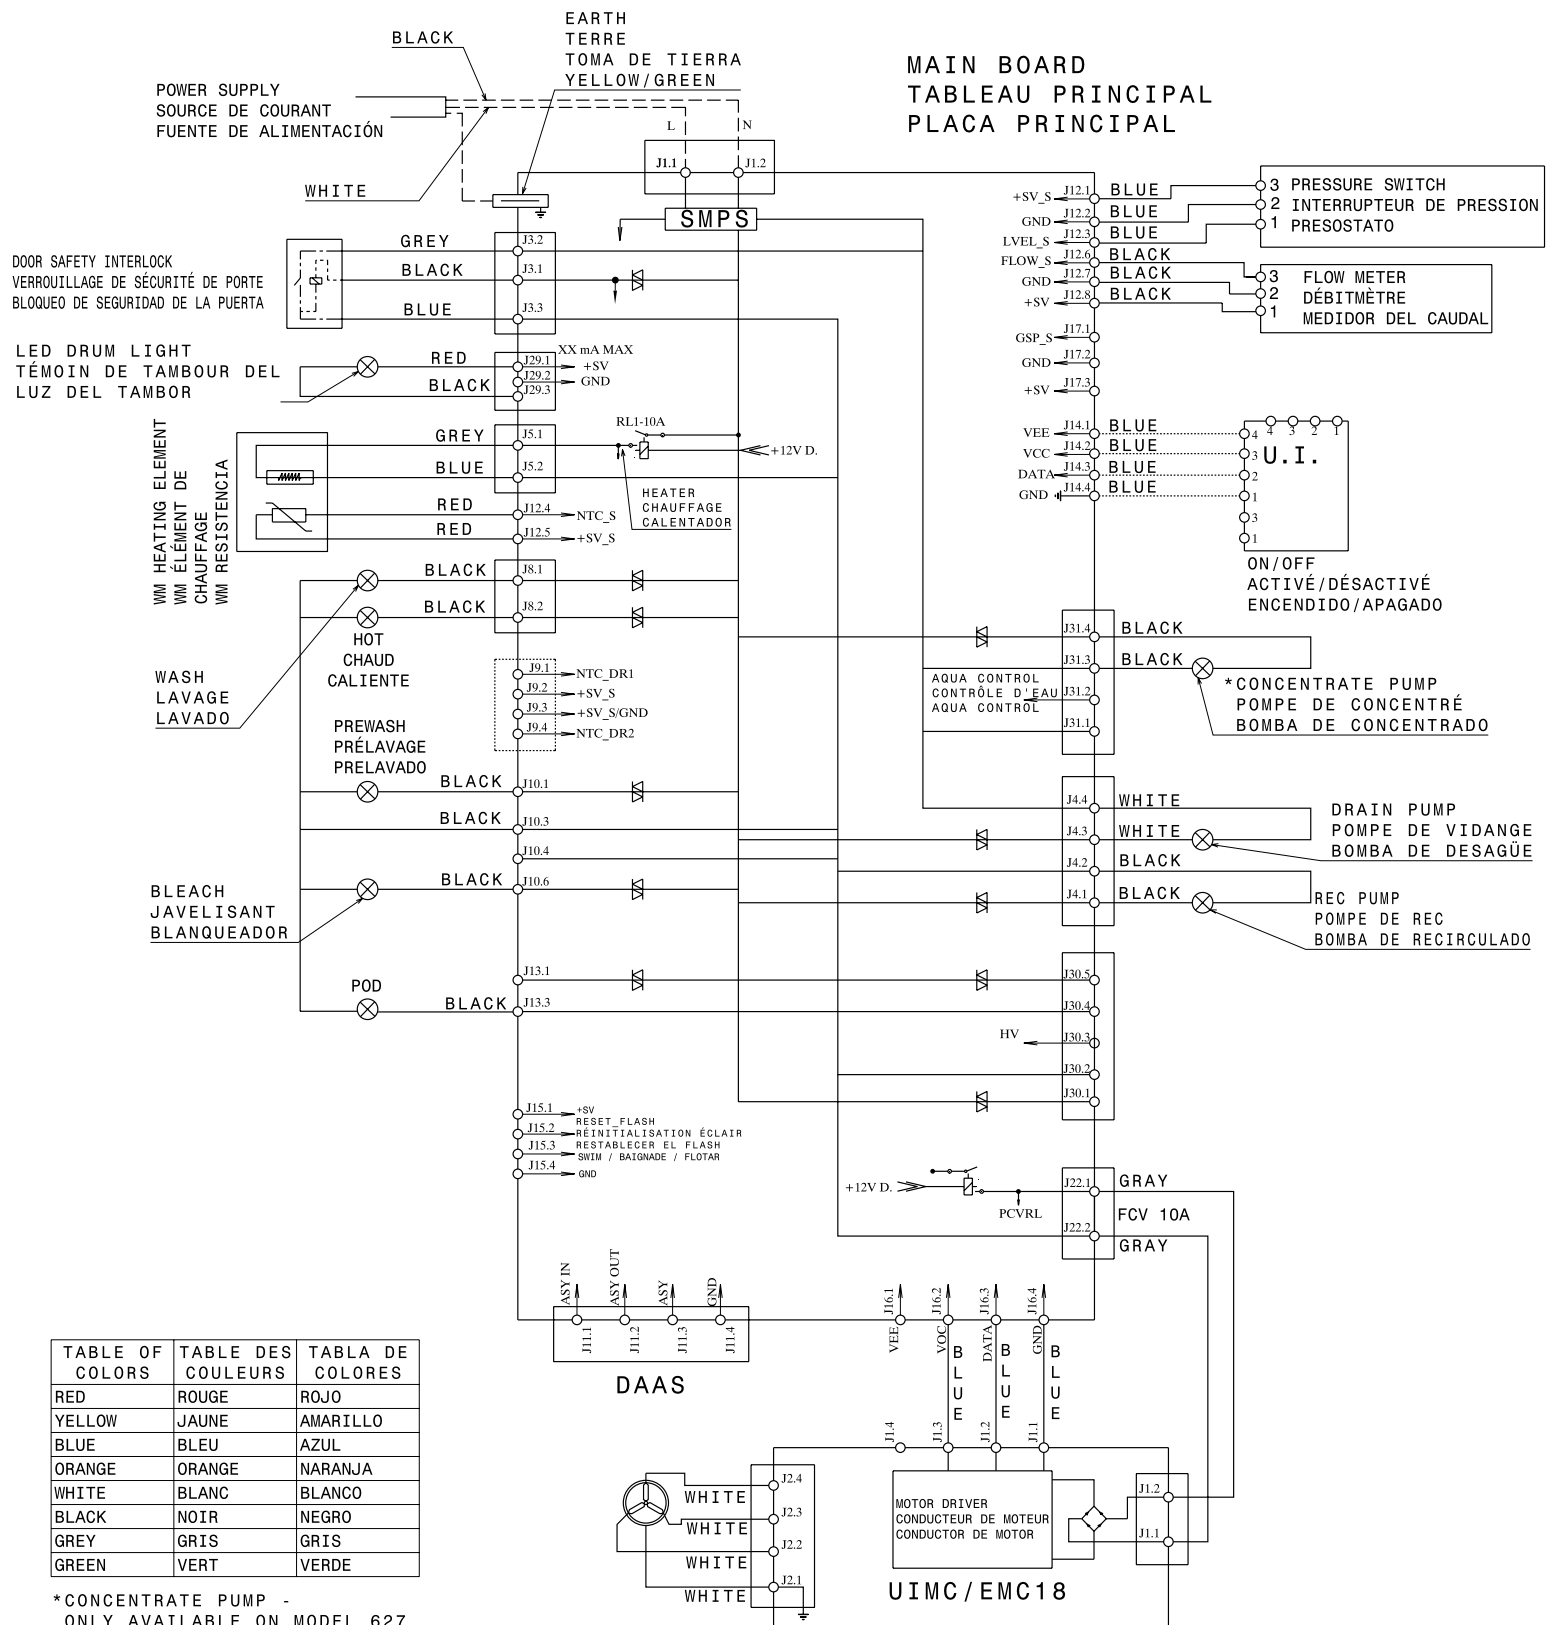 BLACK
EARTH
TERRE
TOMA DE TIERRA
YELLOW/GREEN
MAIN BOARD
TABLEAU PRINCIPAL
PLACA PRINCIPAL
POWER SUPPLY
SOURCE DE COURANT
FUENTE DE ALIMENTACIÓN
L
N
J1.1
J1.2
WHITE
SMPS
+SV_S
J12.1
BLUE
GND
J12.2
BLUE
LVEL_S
J12.3
BLUE
3 PRESSURE SWITCH
2 INTERRUPTEUR DE PRESSION
1 PRESOSTATO
FLOW_S
J12.6
BLACK
GND
J12.7
BLACK
+SV
J12.8
BLACK
3 FLOW METER
2 DÉBITMÈTRE
1 MEDIDOR DEL CAUDAL
GSP_S
J17.1
GND
J17.2
+SV
J17.3
DOOR SAFETY INTERLOCK
VERROUILLAGE DE SÉCURITÉ DE PORTE
BLOQUEO DE SEGURIDAD DE LA PUERTA
GREY
J3.2
BLACK
J3.1
BLUE
J3.3
LED DRUM LIGHT
TÉMOIN DE TAMBOUR DEL
LUZ DEL TAMBOR
XX mA MAX
RED
J29.1
+SV
J29.2
GND
BLACK
J29.3
WM HEATING ELEMENT
WM ÉLÉMENT DE
CHAUFFAGE
WM RESISTENCIA
GREY
J5.1
BLUE
J5.2
RL1-10A
+12V D.
HEATER
CHAUFFAGE
CALENTADOR
RED
J12.4
NTC_S
RED
J12.5
+SV_S
VEE
J14.1
BLUE
VCC
J14.2
BLUE
DATA
J14.3
BLUE
GND
J14.4
BLUE
4 3 2 1
4
3
2
1
3
1
U.I.
ON/OFF
ACTIVÉ/DÉSACTIVÉ
ENCENDIDO/APAGADO
BLACK
J8.1
BLACK
J8.2
HOT
CHAUD
CALIENTE
WASH
LAVAGE
LAVADO
J9.1
NTC_DR1
J9.2
+SV_S
J9.3
+SV_S/GND
J9.4
NTC_DR2
J31.4
BLACK
J31.3
BLACK
J31.2
J31.1
AQUA CONTROL
CONTRÔLE D'EAU
AQUA CONTROL
*CONCENTRATE PUMP
POMPE DE CONCENTRÉ
BOMBA DE CONCENTRADO
PREWASH
PRÉLAVAGE
PRELAVADO
BLACK
J10.1
BLACK
J10.3
J10.4
BLACK
J10.6
BLEACH
JAVELISANT
BLANQUEADOR
J4.4
WHITE
J4.3
WHITE
J4.2
BLACK
J4.1
BLACK
DRAIN PUMP
POMPE DE VIDANGE
BOMBA DE DESAGÜE
REC PUMP
POMPE DE REC
BOMBA DE RECIRCULADO
J13.1
POD
BLACK
J13.3
J30.5
J30.4
HV
J30.3
J30.2
J30.1
J15.1
+SV
RESET_FLASH
J15.2
RÉINITIALISATION ÉCLAIR
RESTABLECER EL FLASH
J15.3
SWIM / BAIGNADE / FLOTAR
J15.4
GND
+12V D.
PCVRL
J22.1
GRAY
FCV 10A
J22.2
GRAY
ASY IN
ASY OUT
ASY
GND
J11.1
J11.2
J11.3
J11.4
DAAS
J16.1
J16.2
J16.3
J16.4
VEE
VOC
DATA
GND
BLUE
BLUE
BLUE
J1.4
J1.3
J1.2
J1.1
MOTOR DRIVER
CONDUCTEUR DE MOTEUR
CONDUCTOR DE MOTOR
UIMC/EMC18
J1.2
J1.1
J2.4
WHITE
J2.3
WHITE
J2.2
WHITE
J2.1
WHITE
TABLE OF COLORS TABLE DES COULEURS TABLA DE COLORES
RED ROUGE ROJO
YELLOW JAUNE AMARILLO
BLUE BLEU AZUL
ORANGE ORANGE NARANJA
WHITE BLANC BLANCO
BLACK NOIR NEGRO
GREY GRIS GRIS
GREEN VERT VERDE
*CONCENTRATE PUMP -
ONLY AVAILABLE ON MODEL 627